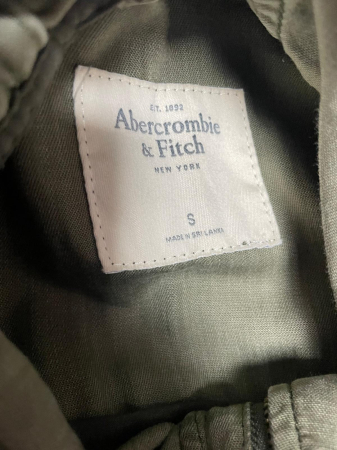 EST. 1892
Abercrombie
& Fitch
NEW YORK
S
MADE IN SRI LANKA